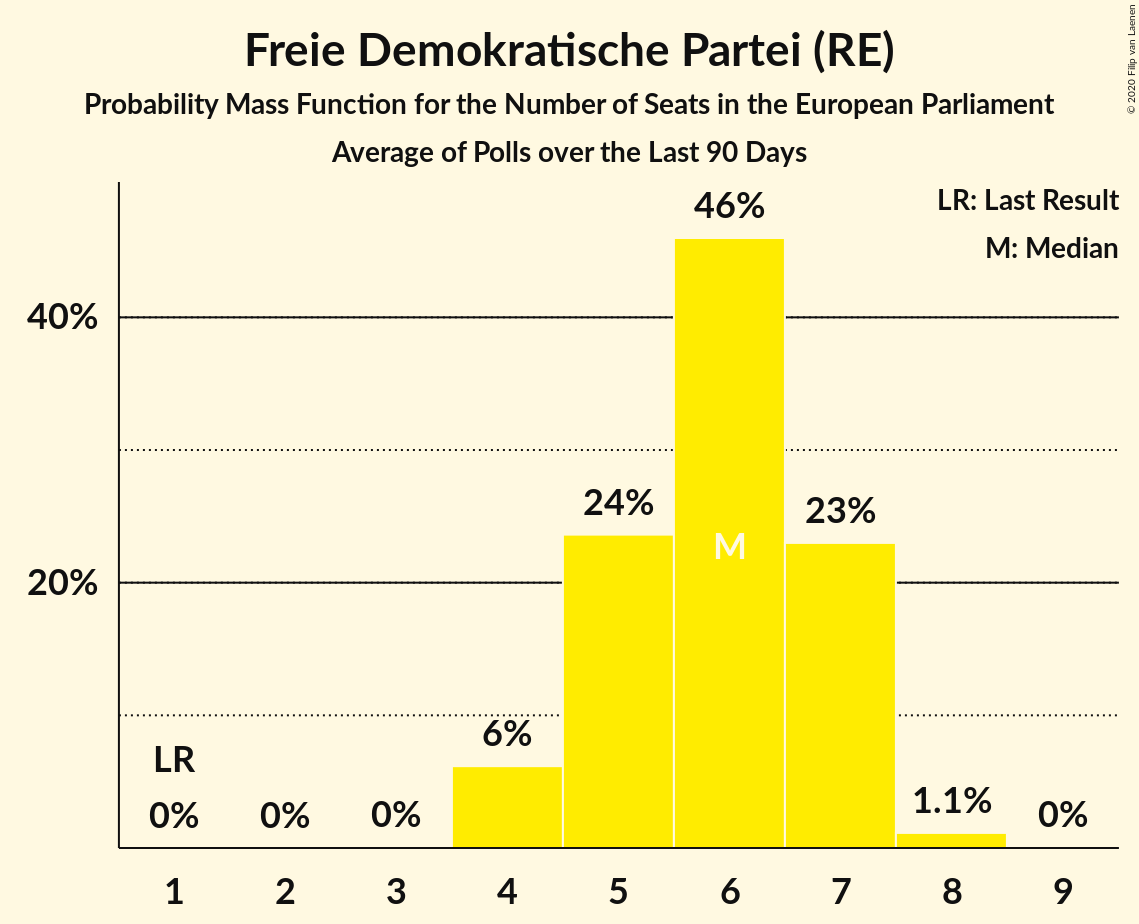 Freie Demokratische Partei (RE)
Probability Mass Function for the Number of Seats in the European Parliament
Average of Polls over the Last 90 Days
© 2020 Filip van Laenen
LR: Last Result
M: Median
46%
40%
24%
23%
M
20%
6%
LR
1.1%
0% 0% 0% 0%
1 2 3 4 5 6 7 8 9